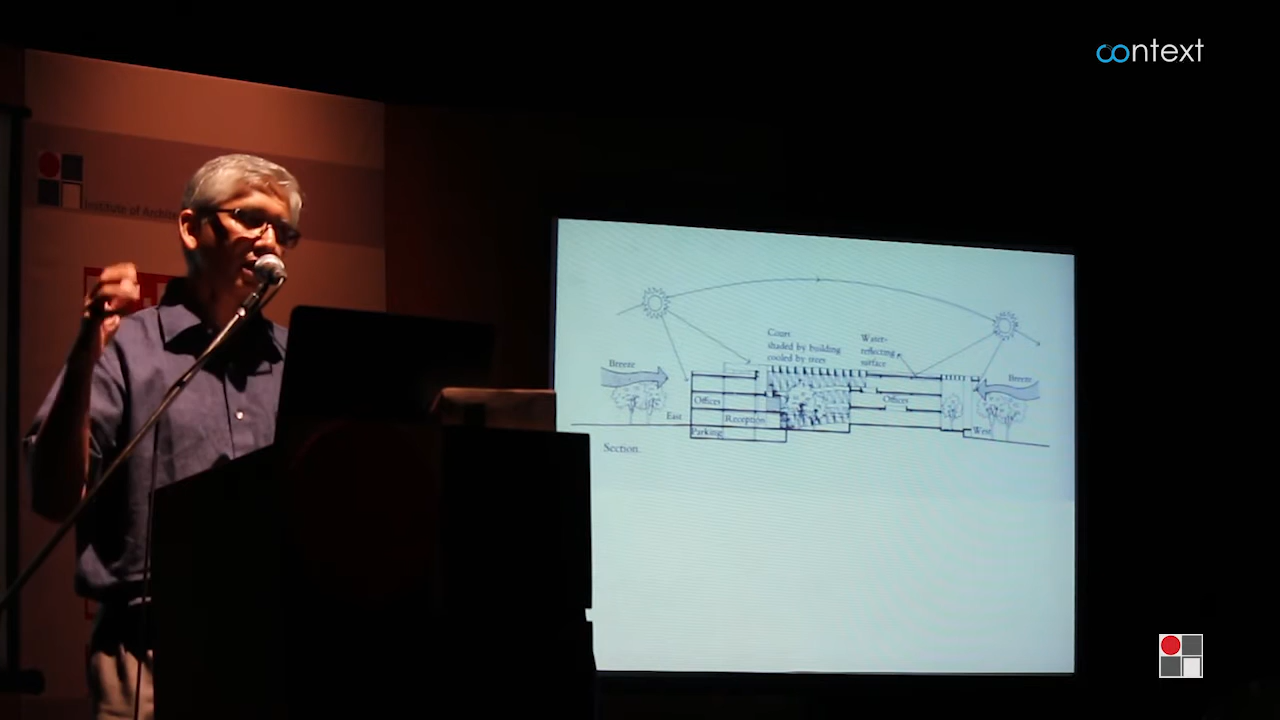 context
Institute of Archite
Court
shaded by building
cooled by trees
Water-
reflecting
surface
Breeze
Breeze
Offices
Offices
East
Reception
Parking
West
Section.